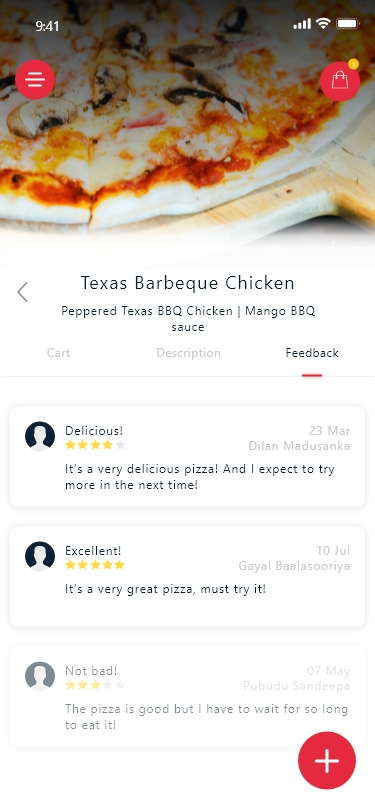 9:41
1
Texas Barbeque Chicken
Peppered Texas BBQ Chicken | Mango BBQ
sauce
Cart Description Feedback
Delicious! 23 Mar
Dilan Madusanka
It's a very delicious pizza! And I expect to try
more in the next time!
Excellent! 10 Jul
Gayal Baalasooriya
It's a very great pizza, must try it!
Not bad! 07 May
Pubudu Sandeepa
The pizza is good but I have to wait for so long
to eat it!